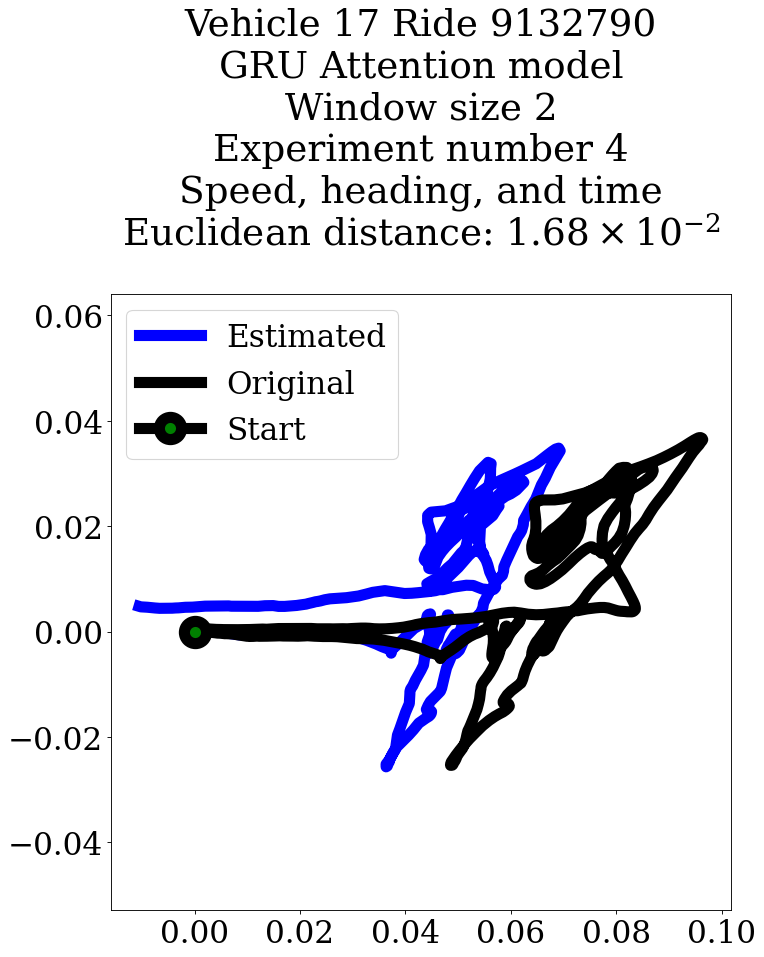 Vehicle 17 Ride 9132790
GRU Attention model
Window size 2
Experiment number 4
Speed, heading, and time
Euclidean distance: 1.68 × 10⁻²
Estimated
Original
Start
0.06
0.04
0.02
0.00
−0.02
−0.04
0.00 0.02 0.04 0.06 0.08 0.10